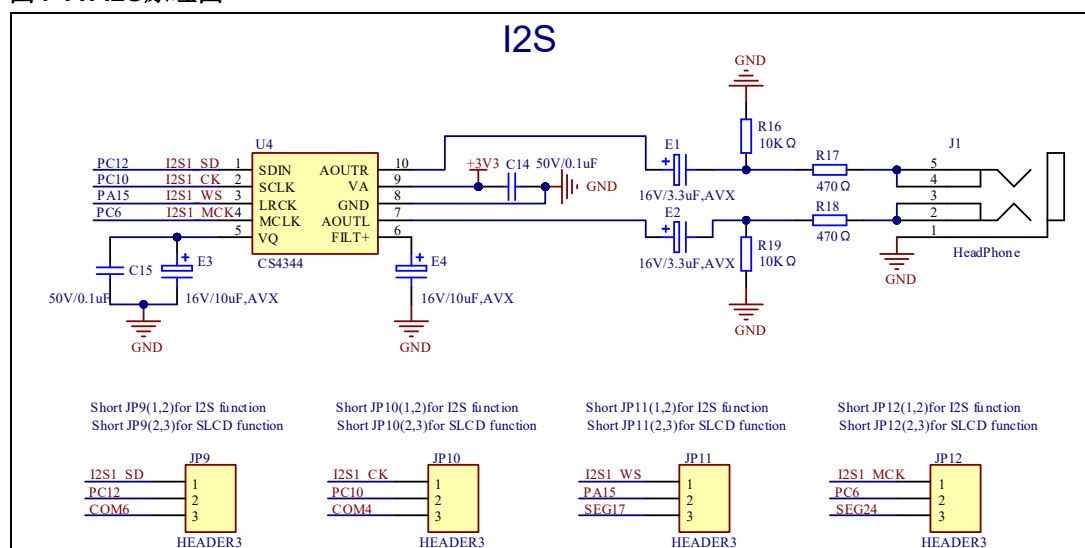 I2S
GND
U4
R16
10KΩ
E1
R17
J1
PC12 I2S1_SD 1 SDIN AOUTR 10
+3V3 C14 50V/0.1uF
5
PC10 I2S1_CK 2 SCLK VA 9
GND
16V/3.3uF,AVX
470Ω
4
PA15 I2S1_WS 3 LRCK GND 8
E2
R18
3
PC6 I2S1_MCK 4 MCLK AOUTL 7
2
5 VQ FILT+ 6
16V/3.3uF,AVX
R19
10KΩ
470Ω
1
CS4344
HeadPhone
C15 E3 E4
50V/0.1uF 16V/10uF,AVX 16V/10uF,AVX
GND GND GND GND
Short JP9(1,2)for I2S function
Short JP9(2,3)for SLCD function
JP9
I2S1_SD 1
PC12 2
COM6 3
HEADER3
Short JP10(1,2)for I2S function
Short JP10(2,3)for SLCD function
JP10
I2S1_CK 1
PC10 2
COM4 3
HEADER3
Short JP11(1,2)for I2S function
Short JP11(2,3)for SLCD function
JP11
I2S1_WS 1
PA15 2
SEG17 3
HEADER3
Short JP12(1,2)for I2S function
Short JP12(2,3)for SLCD function
JP12
I2S1_MCK 1
PC6 2
SEG24 3
HEADER3